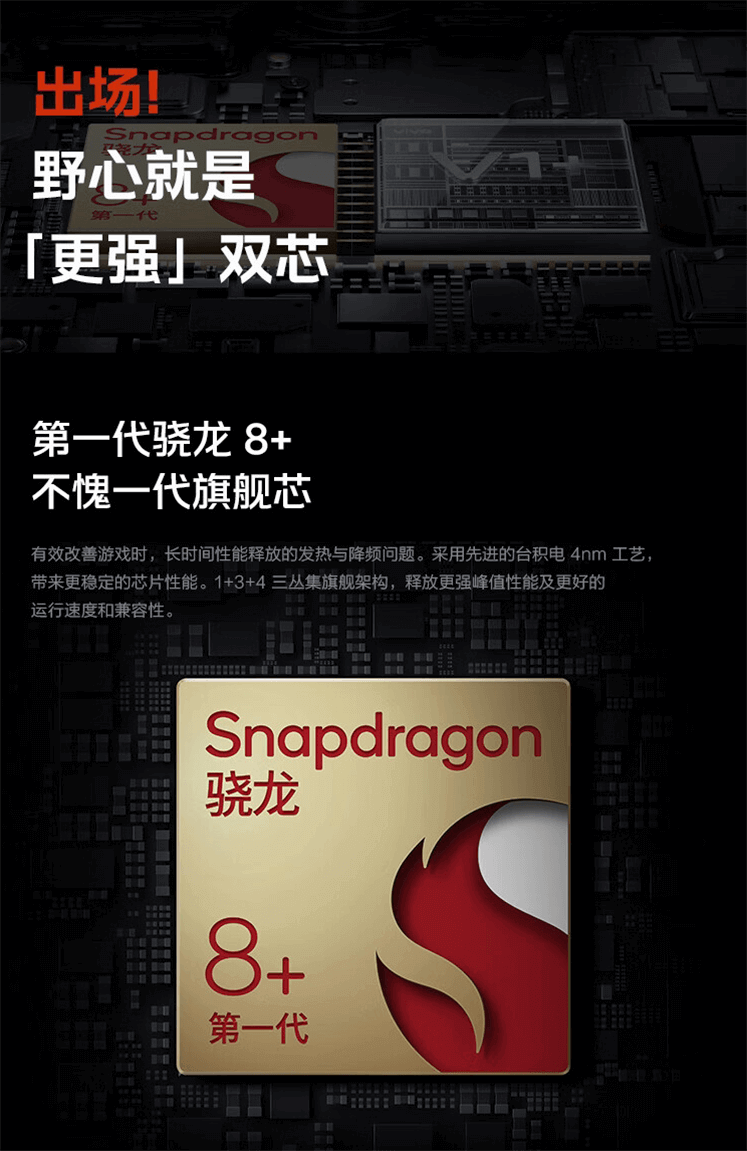 出场!
野心就是
「更强」双芯
Snapdragon
骁龙
8+
第一代
vivo
V1+
第一代骁龙 8+
不愧一代旗舰芯
有效改善游戏时，长时间性能释放的发热与降频问题。采用先进的台积电 4nm 工艺，
带来更稳定的芯片性能。1+3+4 三丛集旗舰架构，释放更强峰值性能及更好的
运行速度和兼容性。
Snapdragon
骁龙
8+
第一代